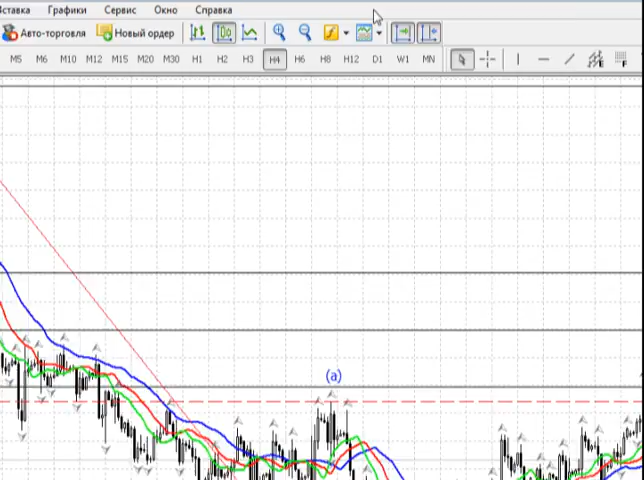 ставка Графики Сервис Окно Справка
Авто-торговля Новый ордер
M5 M6 M10 M12 M15 M20 M30 H1 H2 H3 H4 H6 H8 H12 D1 W1 MN E F
(a)